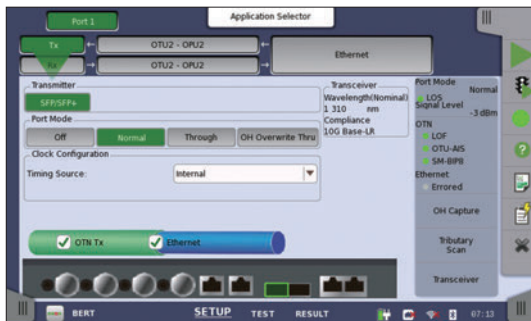 Port 1
Application Selector
Tx
OTU2 - OPU2
Ethernet
Rx
OTU2 - OPU2
Transmitter
SFP/SFP+
Transceiver
Wavelength(Nominal)
1 310 nm
Compliance
10G Base-LR
Port Mode
Normal
LOS
Signal Level
-3 dBm
OTN
LOF
OTU-AIS
SM-BIP8
Ethernet
Errored
Port Mode
Off
Normal
Through
OH Overwrite Thru
Clock Configuration
Timing Source:
Internal
OH Capture
Tributary
Scan
Transceiver
OTN Tx
Ethernet
BERT
SETUP
TEST
RESULT
07:13